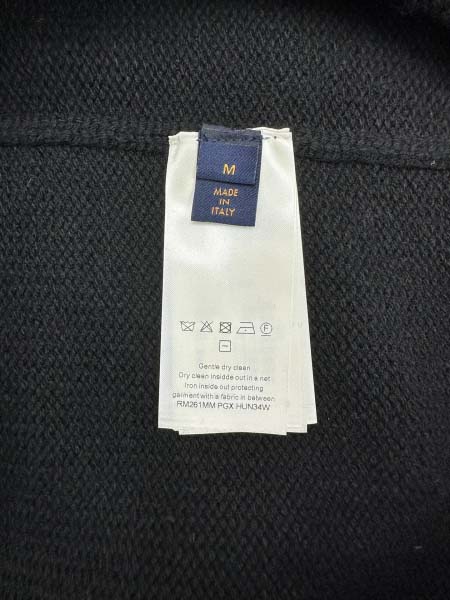 M
MADE
IN
ITALY
F
Gentle dry clean
Dry clean insidde out in a net
Iron inside out protecting
garment with a fabric in between
RM261MM PGX HUN34W